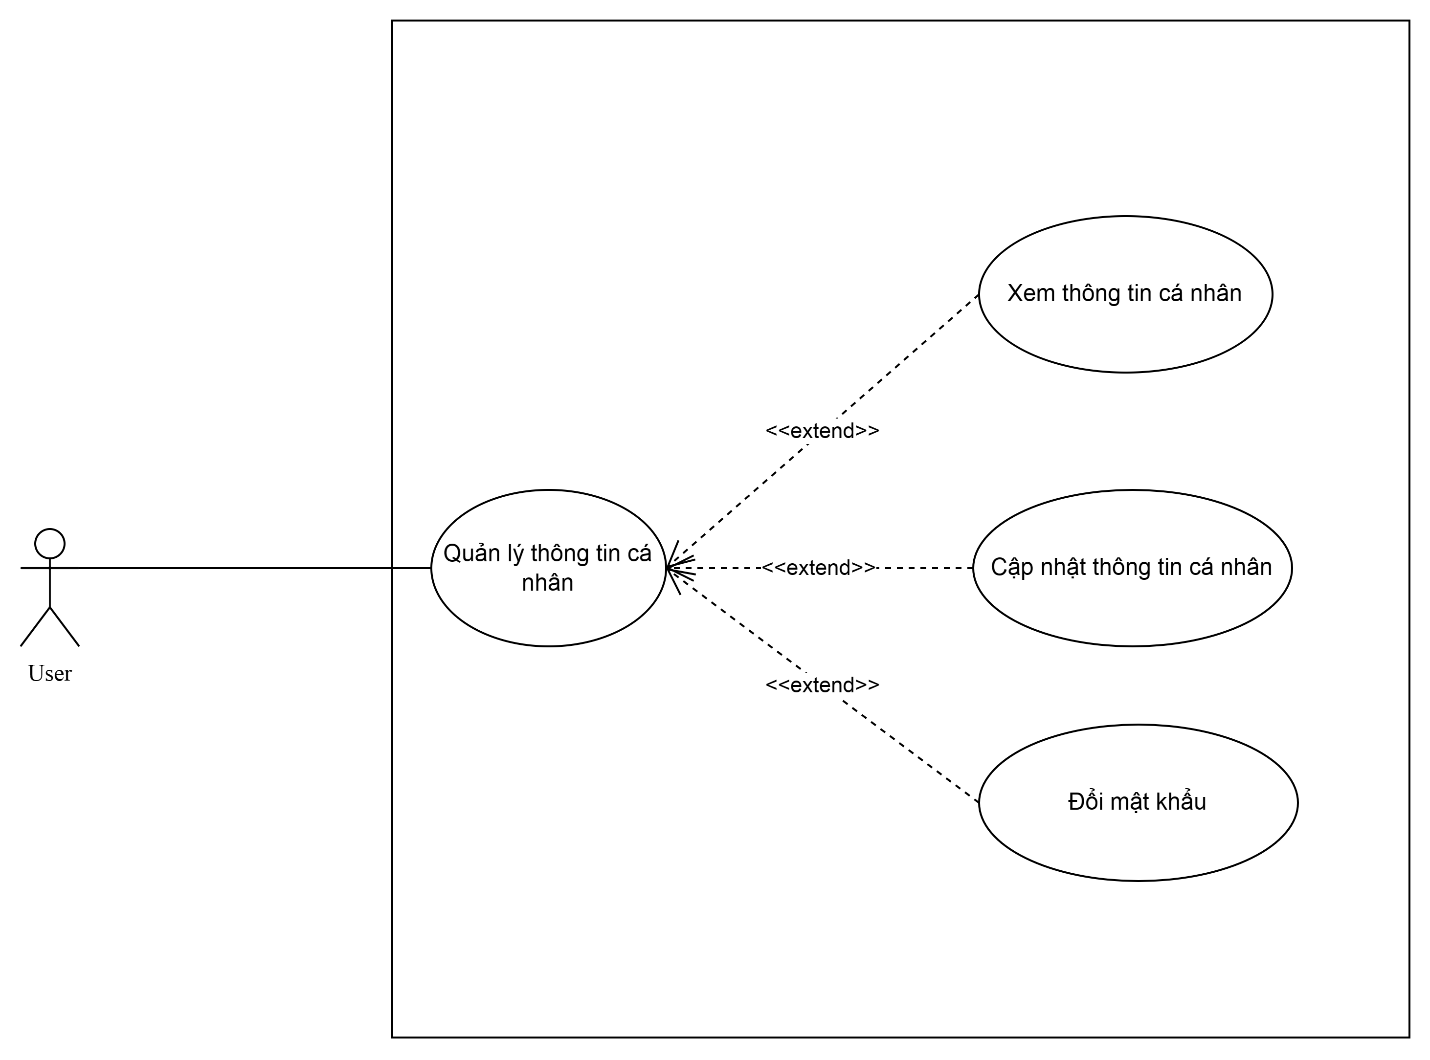 Xem thông tin cá nhân
<<extend>>
Quản lý thông tin cá
nhân
<<extend>>
Cập nhật thông tin cá nhân
User
<<extend>>
Đổi mật khẩu